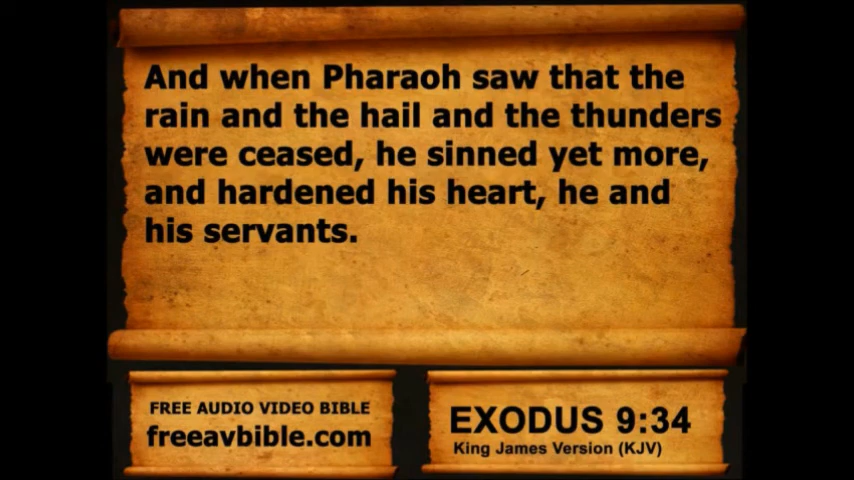 And when Pharaoh saw that the
rain and the hail and the thunders
were ceased, he sinned yet more,
and hardened his heart, he and
his servants.
FREE AUDIO VIDEO BIBLE
freeavbible.com
EXODUS 9:34
King James Version (KJV)